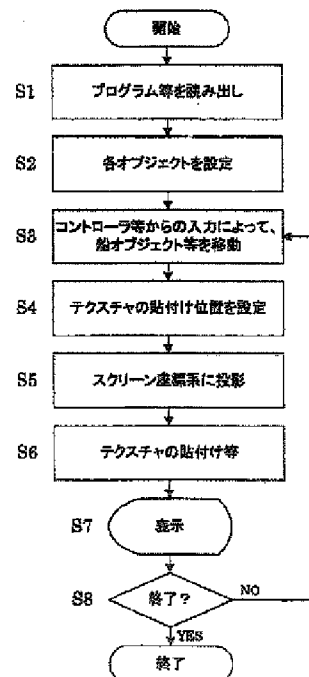 開始
S1
プログラム等を読み出し
S2
各オブジェクトを設定
S3
コントローラ等からの入力によって、
船オブジェクト等を移動
S4
テクスチャの貼付け位置を設定
S5
スクリーン座標系に投影
S6
テクスチャの貼付け等
S7
表示
S8
終了?
NO
YES
終了